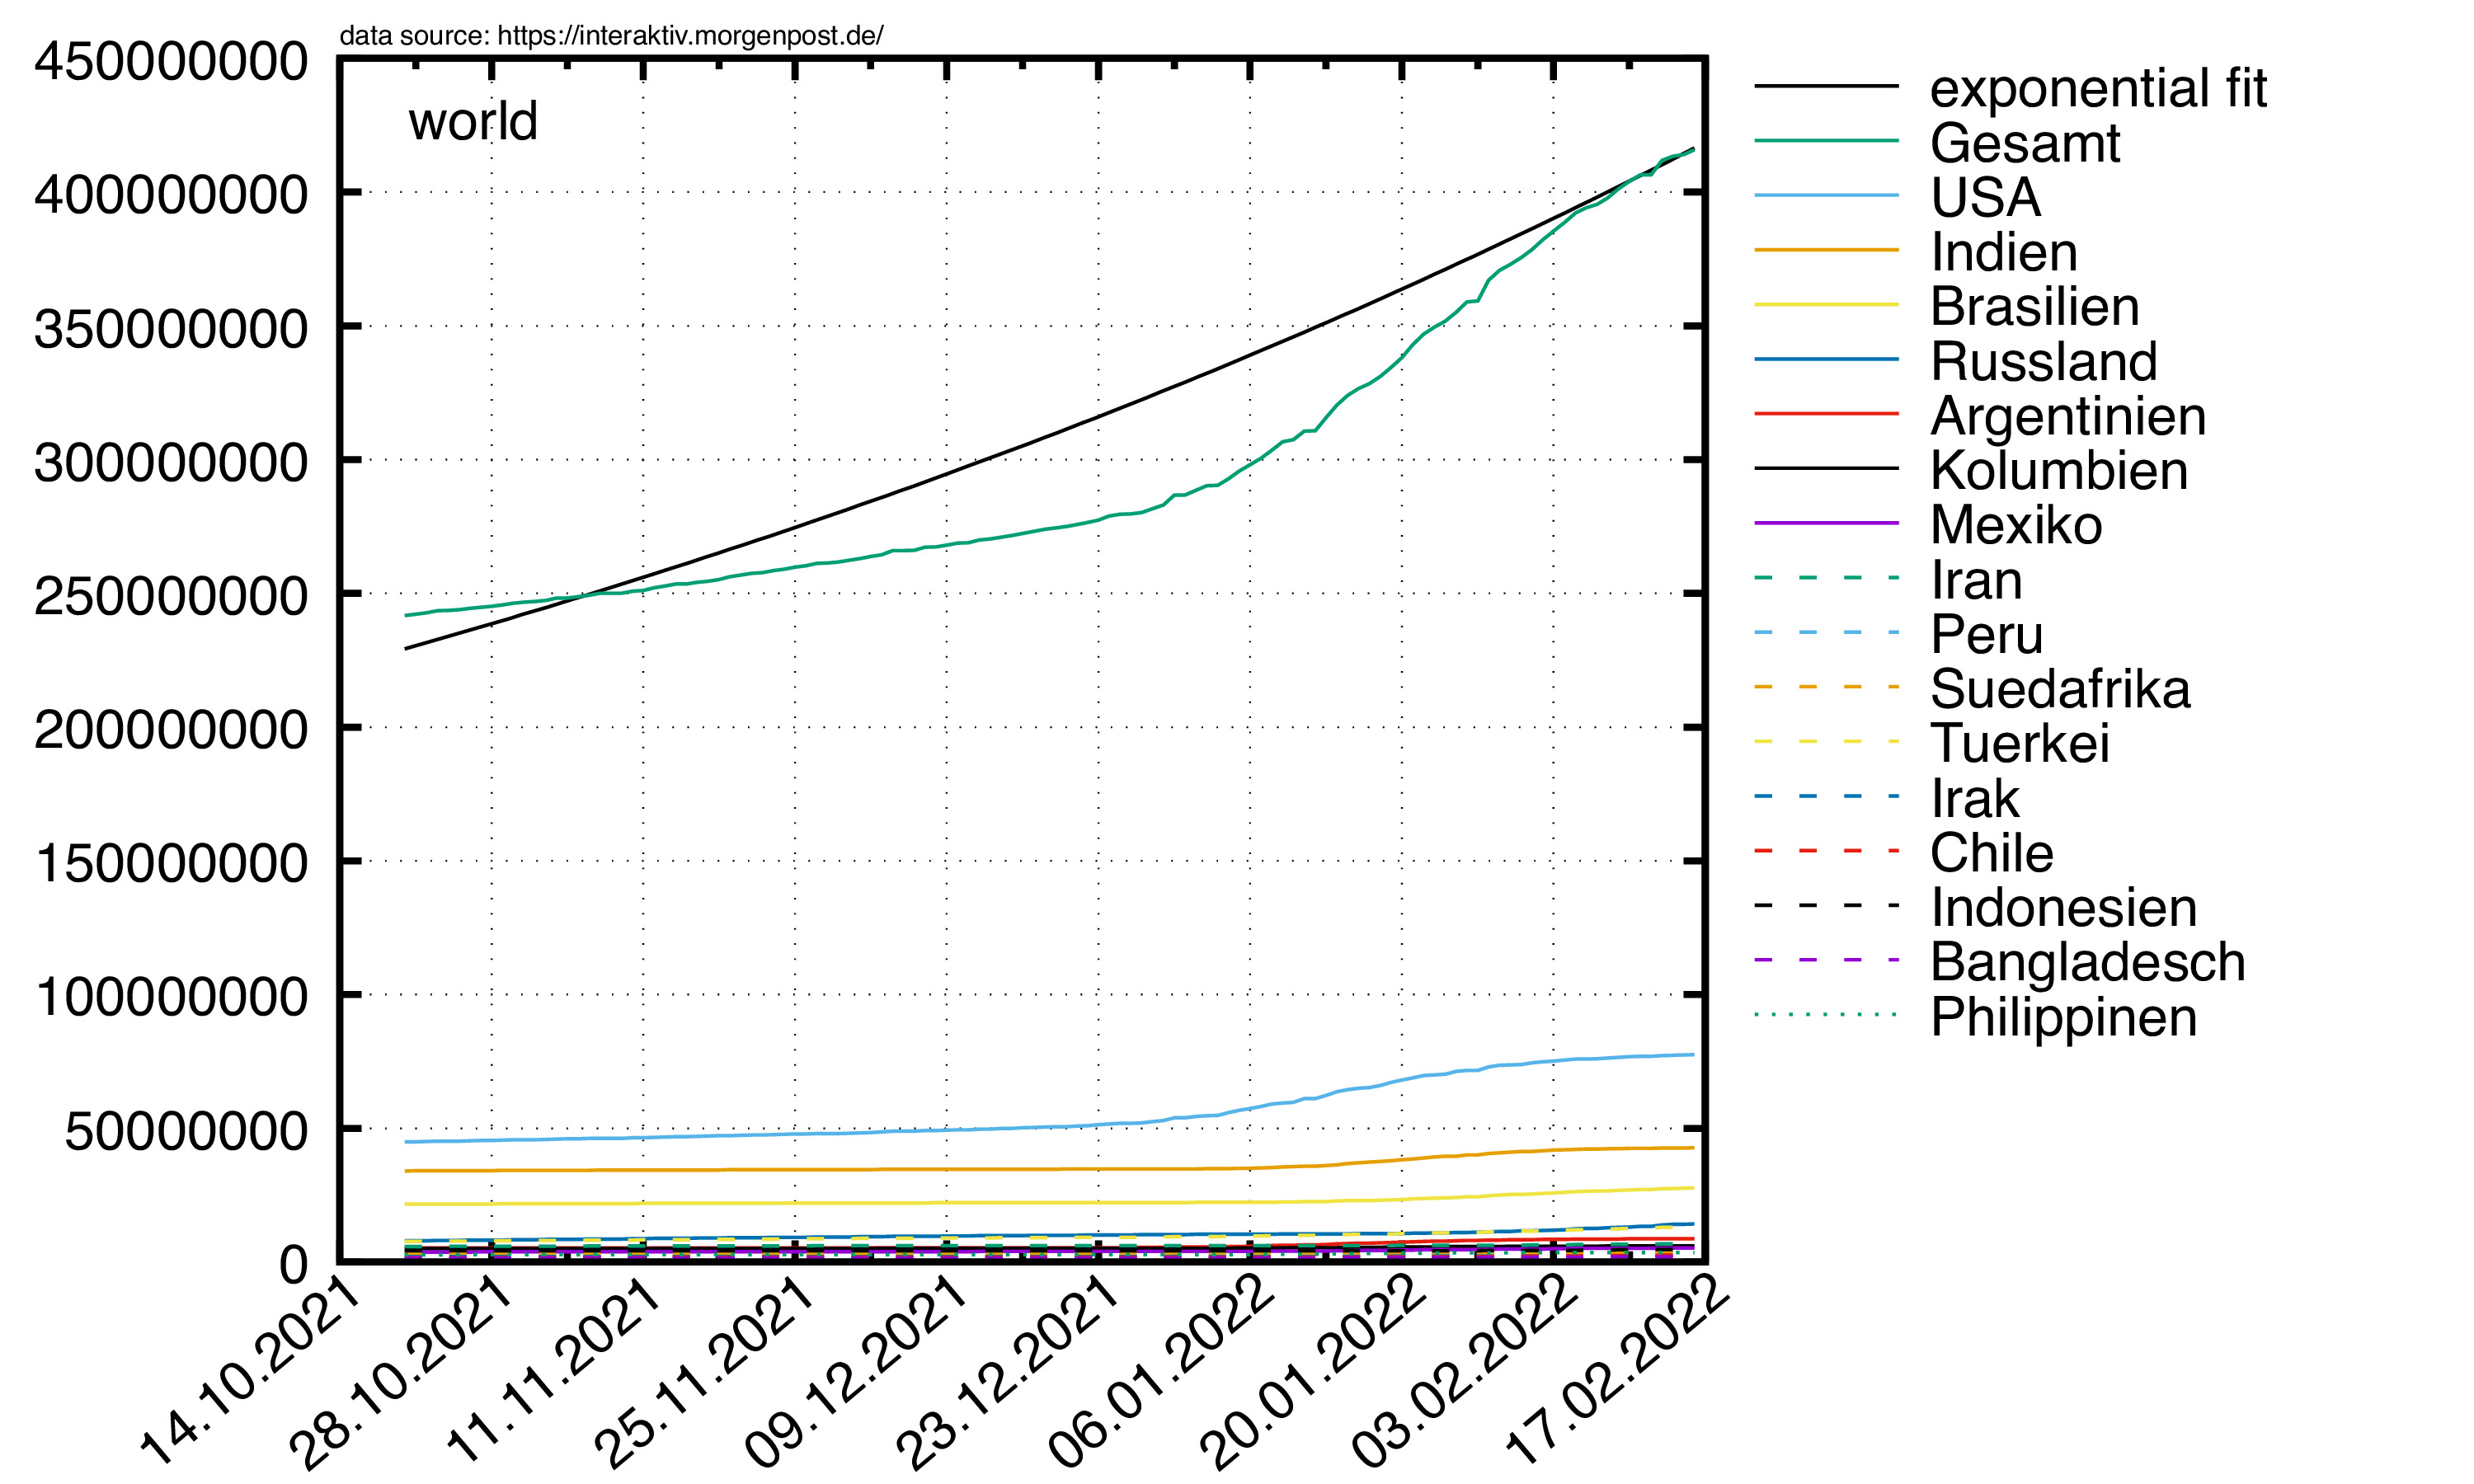 data source: https://interaktiv.morgenpost.de/
450000000
400000000
350000000
300000000
250000000
200000000
150000000
100000000
50000000
0
world
14.10.2021
28.10.2021
11.11.2021
25.11.2021
09.12.2021
23.12.2021
06.01.2022
20.01.2022
03.02.2022
17.02.2022
exponential fit
Gesamt
USA
Indien
Brasilien
Russland
Argentinien
Kolumbien
Mexiko
Iran
Peru
Suedafrika
Tuerkei
Irak
Chile
Indonesien
Bangladesch
Philippinen